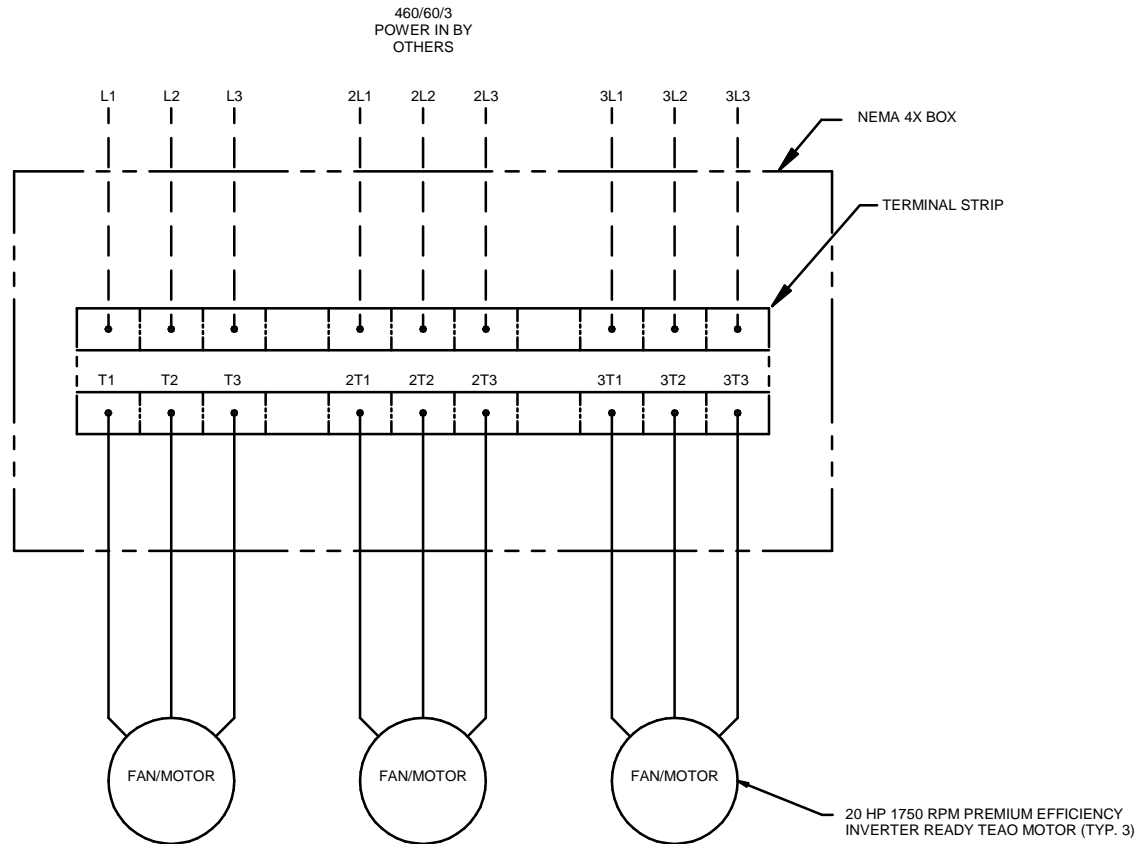 460/60/3
POWER IN BY
OTHERS
L1 L2 L3 2L1 2L2 2L3 3L1 3L2 3L3
NEMA 4X BOX
TERMINAL STRIP
T1 T2 T3 2T1 2T2 2T3 3T1 3T2 3T3
FAN/MOTOR FAN/MOTOR FAN/MOTOR
20 HP 1750 RPM PREMIUM EFFICIENCY
INVERTER READY TEAO MOTOR (TYP. 3)